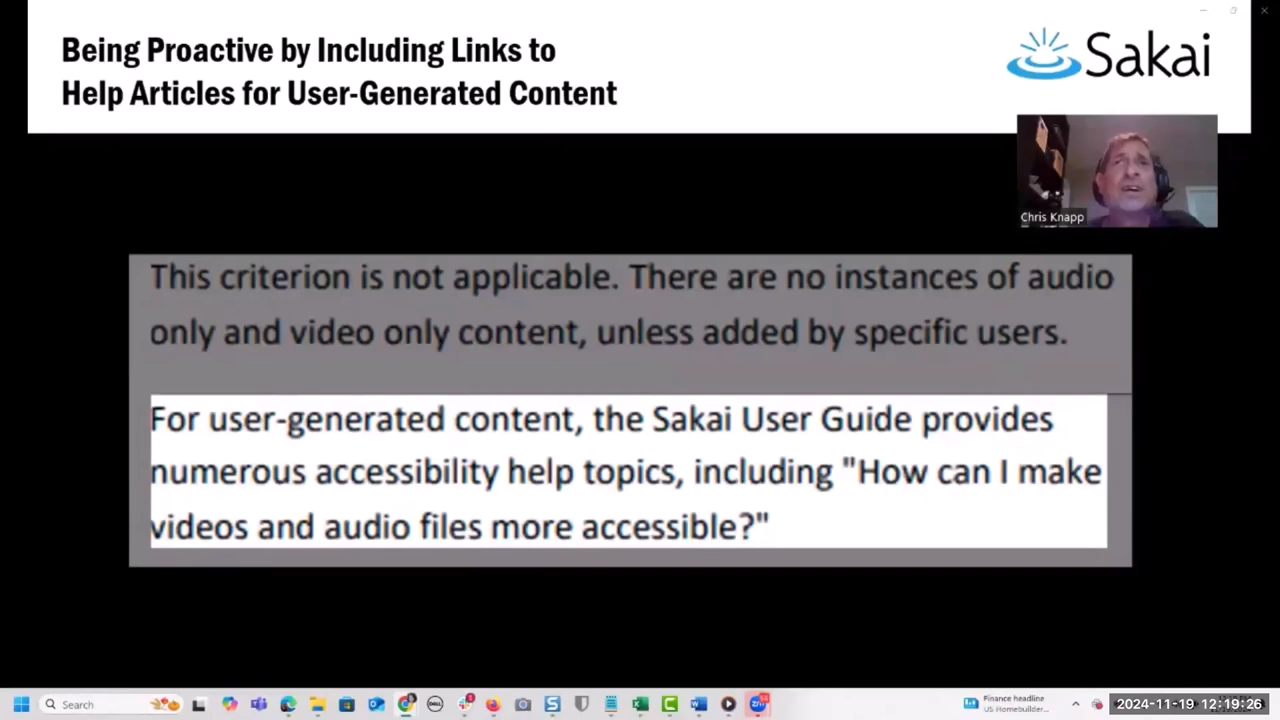 Being Proactive by Including Links to
Help Articles for User-Generated Content
Sakai
Chris Knapp
This criterion is not applicable. There are no instances of audio
only and video only content, unless added by specific users.
For user-generated content, the Sakai User Guide provides
numerous accessibility help topics, including "How can I make
videos and audio files more accessible?"
Search
Finance headline
US Homebuilder...
2024-11-19 12:19:26